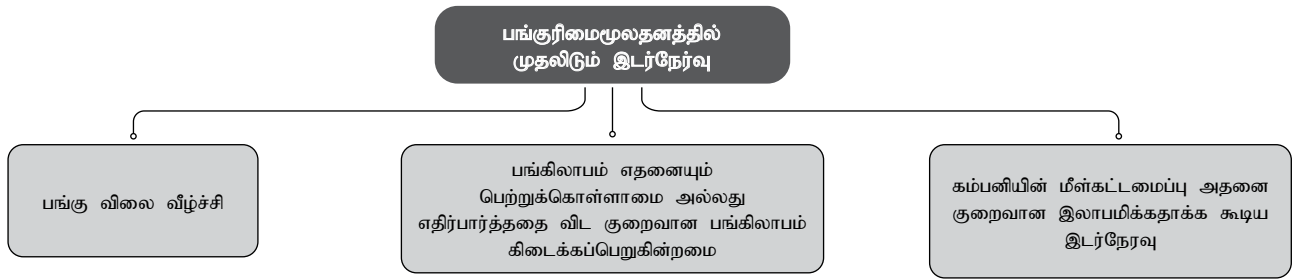 பங்குரிமைமூலதனத்தில்
முதலிடும் இடர்நேர்வு
பங்கு விலை வீழ்ச்சி
பங்கிலாபம் எதனையும்
பெற்றுக்கொள்ளாமை அல்லது
எதிர்பார்த்ததை விட குறைவான பங்கிலாபம்
கிடைக்கப்பெறுகின்றமை
கம்பனியின் மீள்கட்டமைப்பு அதனை
குறைவான இலாபமிக்கதாக்க கூடிய
இடர்நேரவு